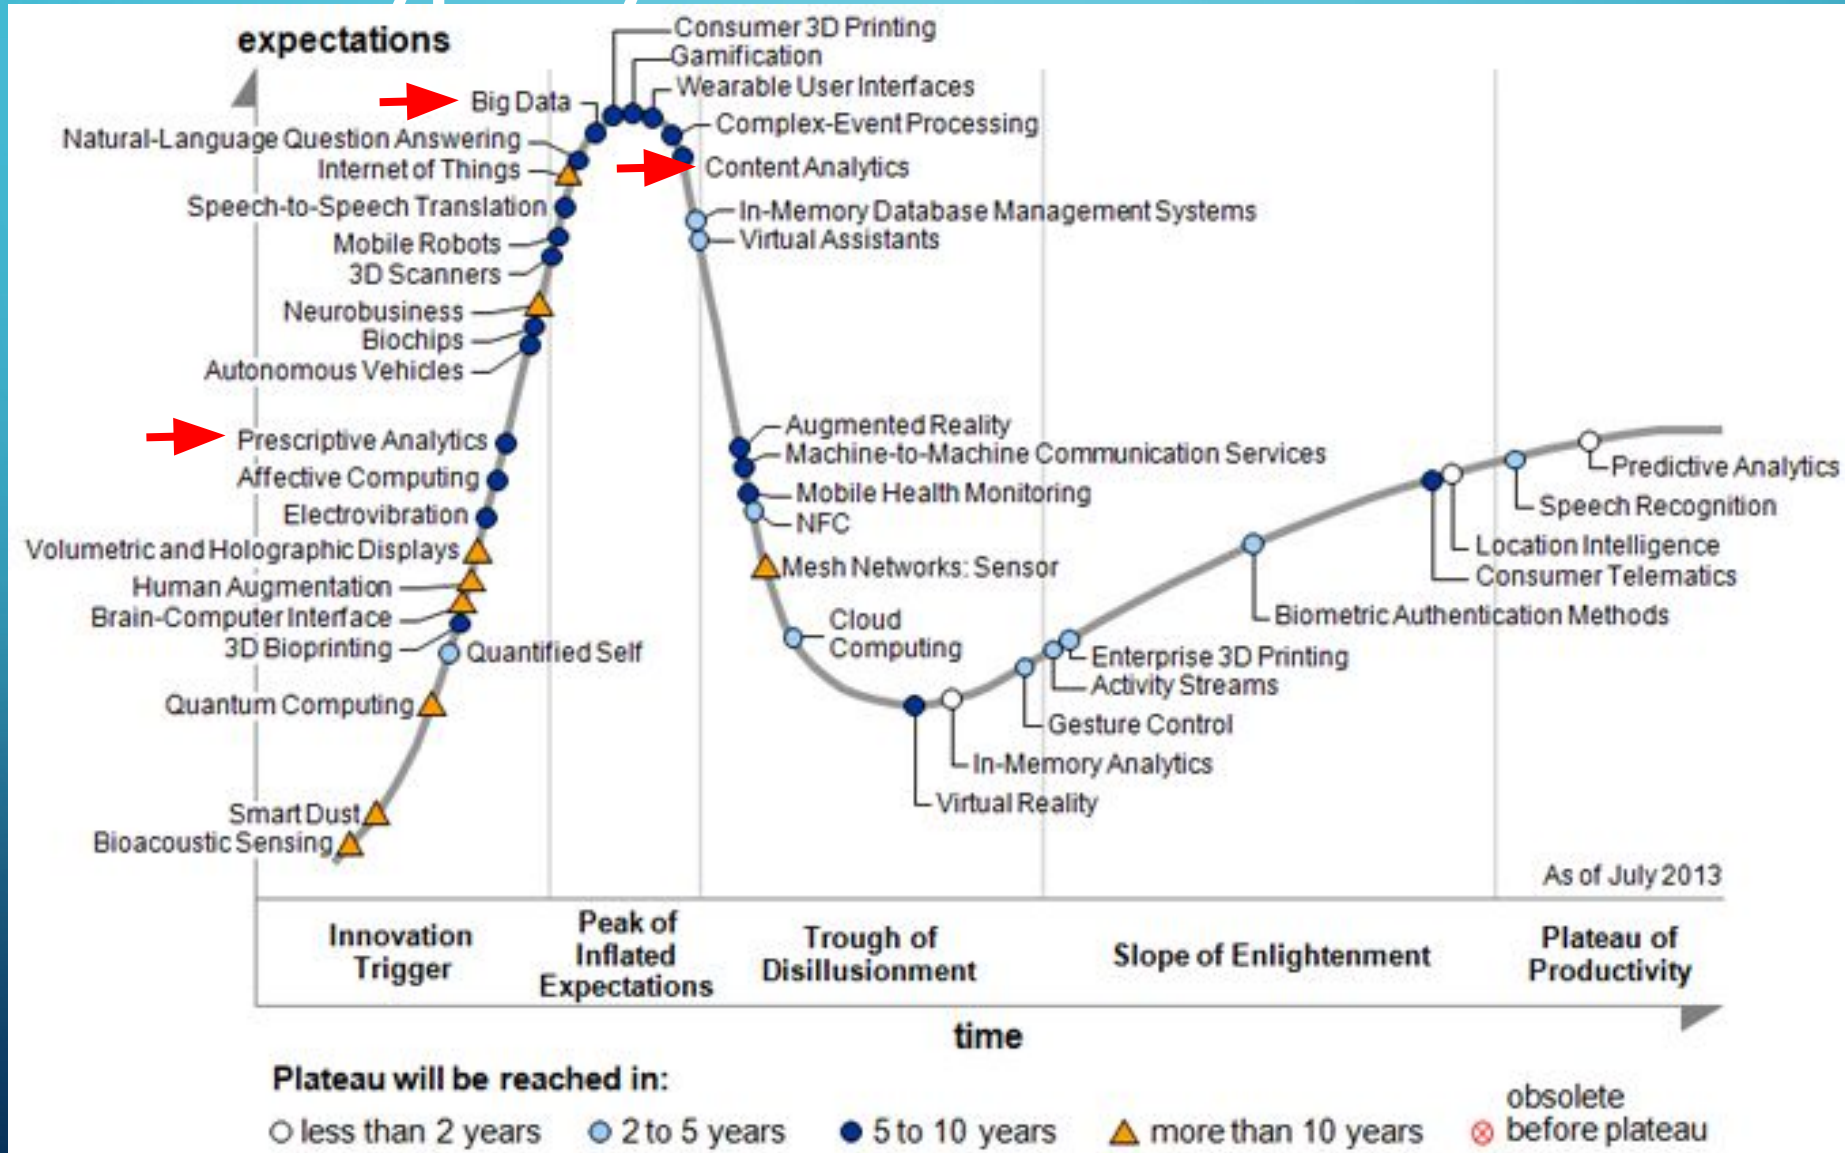 expectations
Consumer 3D Printing
Gamification
Wearable User Interfaces
Big Data
Complex-Event Processing
Natural-Language Question Answering
Content Analytics
Internet of Things
Speech-to-Speech Translation
In-Memory Database Management Systems
Virtual Assistants
Mobile Robots
3D Scanners
Neurobusiness
Biochips
Autonomous Vehicles
Prescriptive Analytics
Affective Computing
Electrovibration
Volumetric and Holographic Displays
Human Augmentation
Brain-Computer Interface
3D Bioprinting
Quantified Self
Quantum Computing
Smart Dust
Bioacoustic Sensing
Augmented Reality
Machine-to-Machine Communication Services
Mobile Health Monitoring
NFC
Mesh Networks: Sensor
Cloud
Computing
Predictive Analytics
Speech Recognition
Location Intelligence
Consumer Telematics
Biometric Authentication Methods
Enterprise 3D Printing
Activity Streams
Gesture Control
In-Memory Analytics
Virtual Reality
As of July 2013
Innovation
Trigger
Peak of
Inflated
Expectations
Trough of
Disillusionment
Slope of Enlightenment
Plateau of
Productivity
time
Plateau will be reached in:
less than 2 years
2 to 5 years
5 to 10 years
more than 10 years
obsolete
before plateau